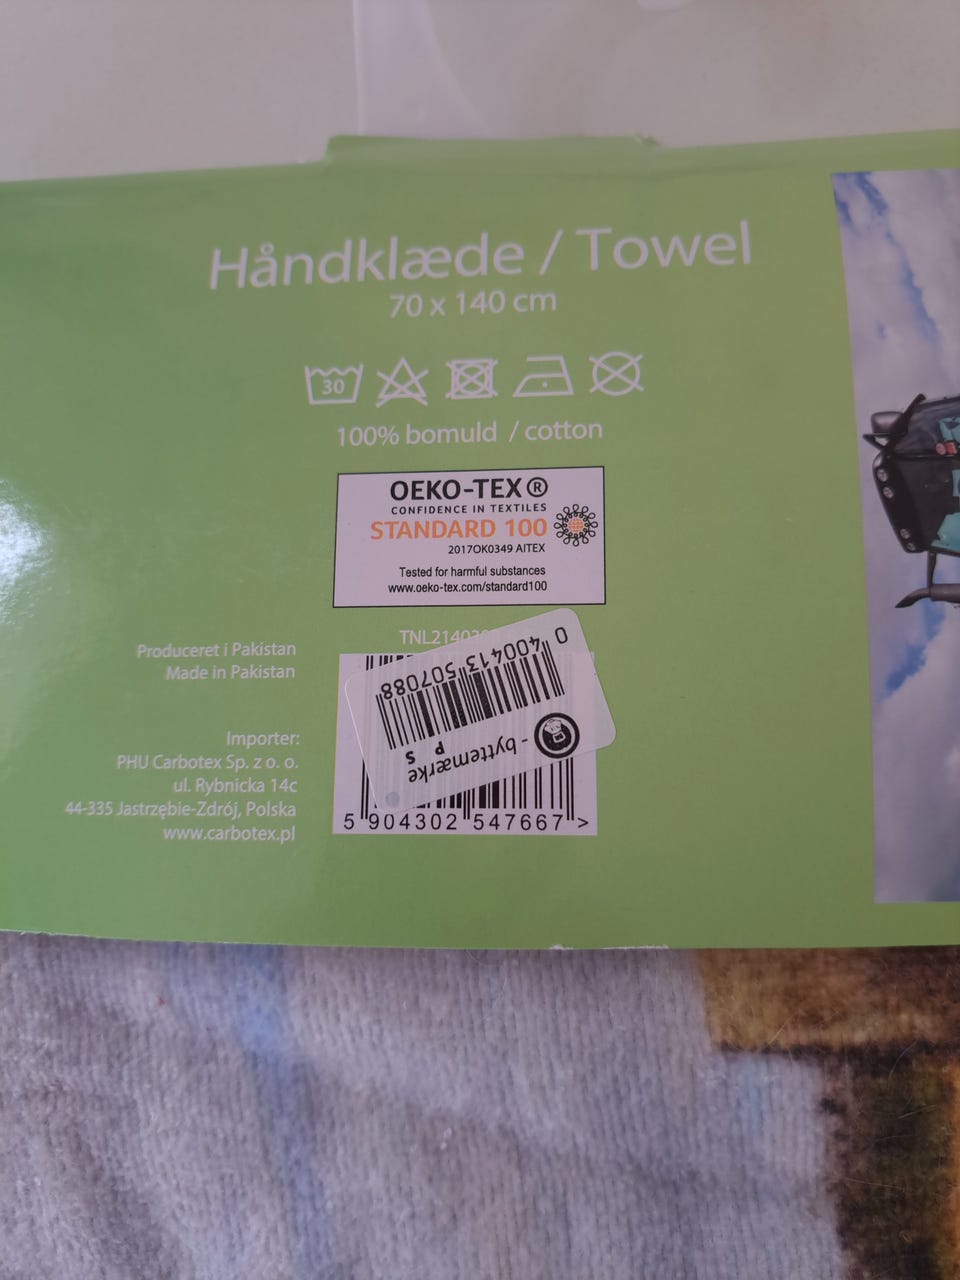 Håndklæde / Towel
70 x 140 cm
30
100% bomuld / cotton
OEKO-TEX®
CONFIDENCE IN TEXTILES
STANDARD 100
2017OK0349 AITEX
Tested for harmful substances
www.oeko-tex.com/standard100
Produceret i Pakistan
Made in Pakistan
Importer:
PHU Carbotex Sp. z o. o.
ul. Rybnicka 14c
44-335 Jastrzębie-Zdrój, Polska
www.carbotex.pl
- byttemærke
P S
0 400413 507088
5 904302 547667 >